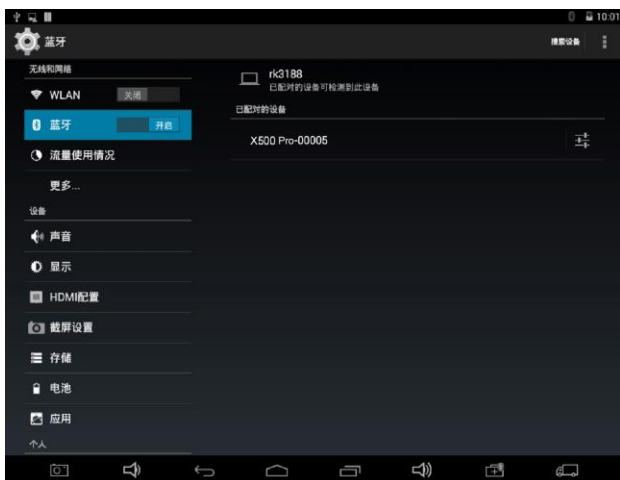 10:01
蓝牙
搜索设备
无线和网络
WLAN 关闭
蓝牙 开启
流量使用情况
更多...
设备
声音
显示
HDMI配置
截屏设置
存储
电池
应用
个人
rk3188
已配对的设备可检测到此设备
已配对的设备
X500 Pro-00005